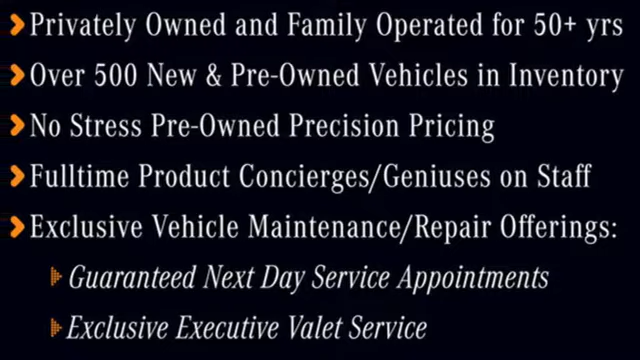 Privately Owned and Family Operated for 50+ yrs
Over 500 New & Pre-Owned Vehicles in Inventory
No Stress Pre-Owned Precision Pricing
Fulltime Product Concierges/Geniuses on Staff
Exclusive Vehicle Maintenance/Repair Offerings:
Guaranteed Next Day Service Appointments
Exclusive Executive Valet Service